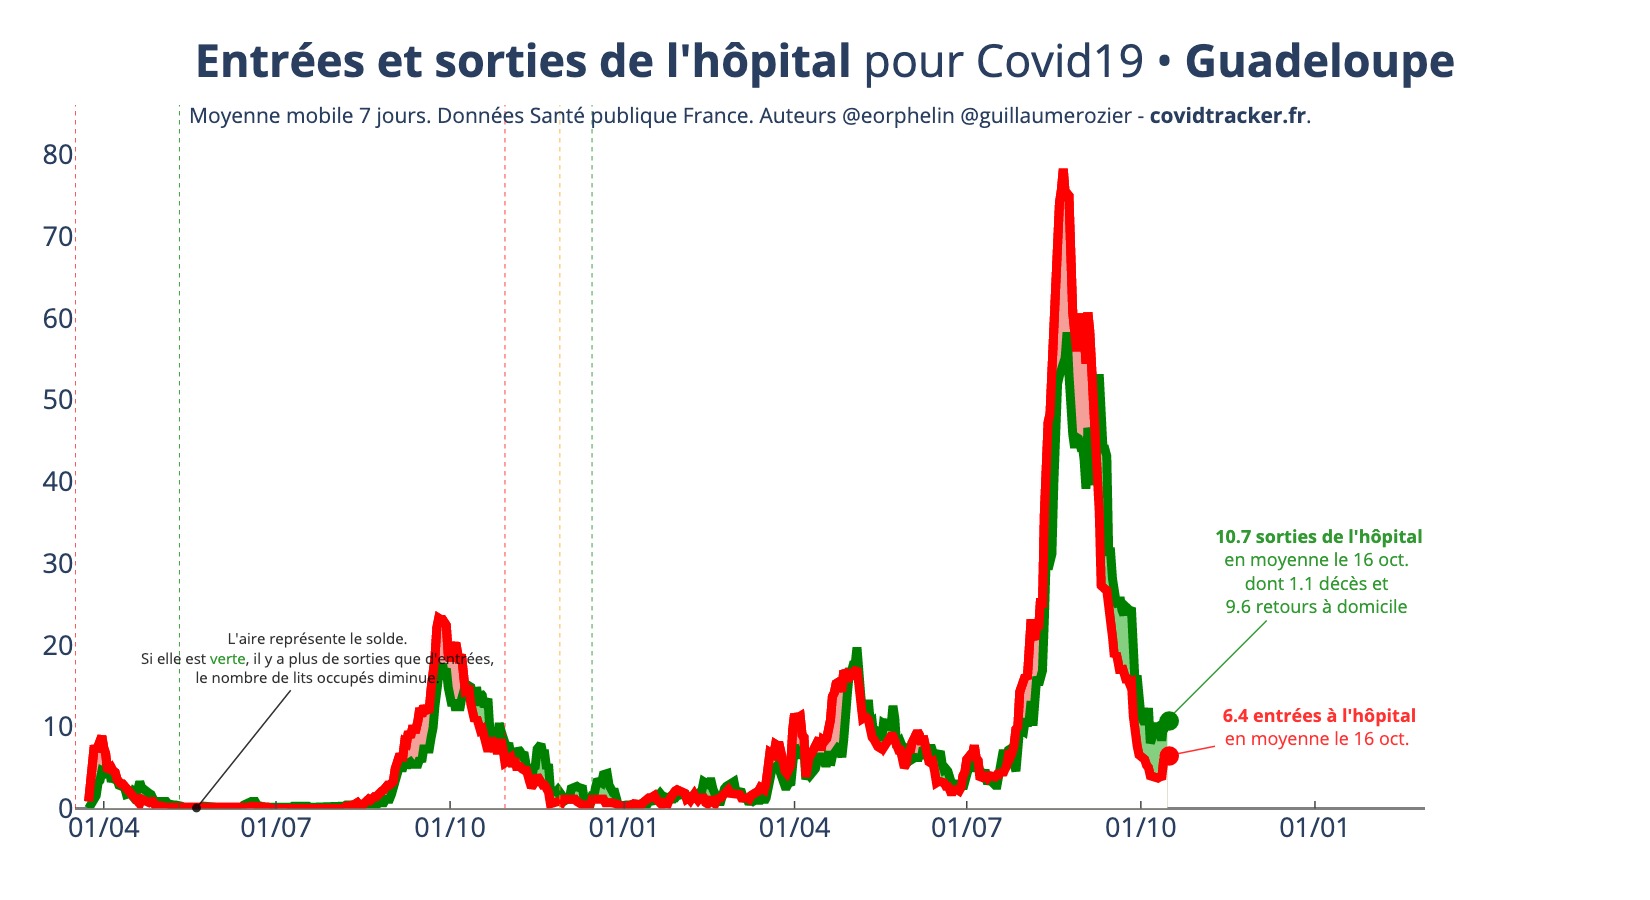 Entrées et sorties de l'hôpital pour Covid19 • Guadeloupe
Moyenne mobile 7 jours. Données Santé publique France. Auteurs @eorphelin @guillaumerozier - covidtracker.fr.
80
70
60
50
40
30
20
10
0
10.7 sorties de l'hôpital
en moyenne le 16 oct.
dont 1.1 décès et
9.6 retours à domicile
L'aire représente le solde.
Si elle est verte, il y a plus de sorties que d'entrées,
le nombre de lits occupés diminue.
6.4 entrées à l'hôpital
en moyenne le 16 oct.
01/04 01/07 01/10 01/01 01/04 01/07 01/10 01/01